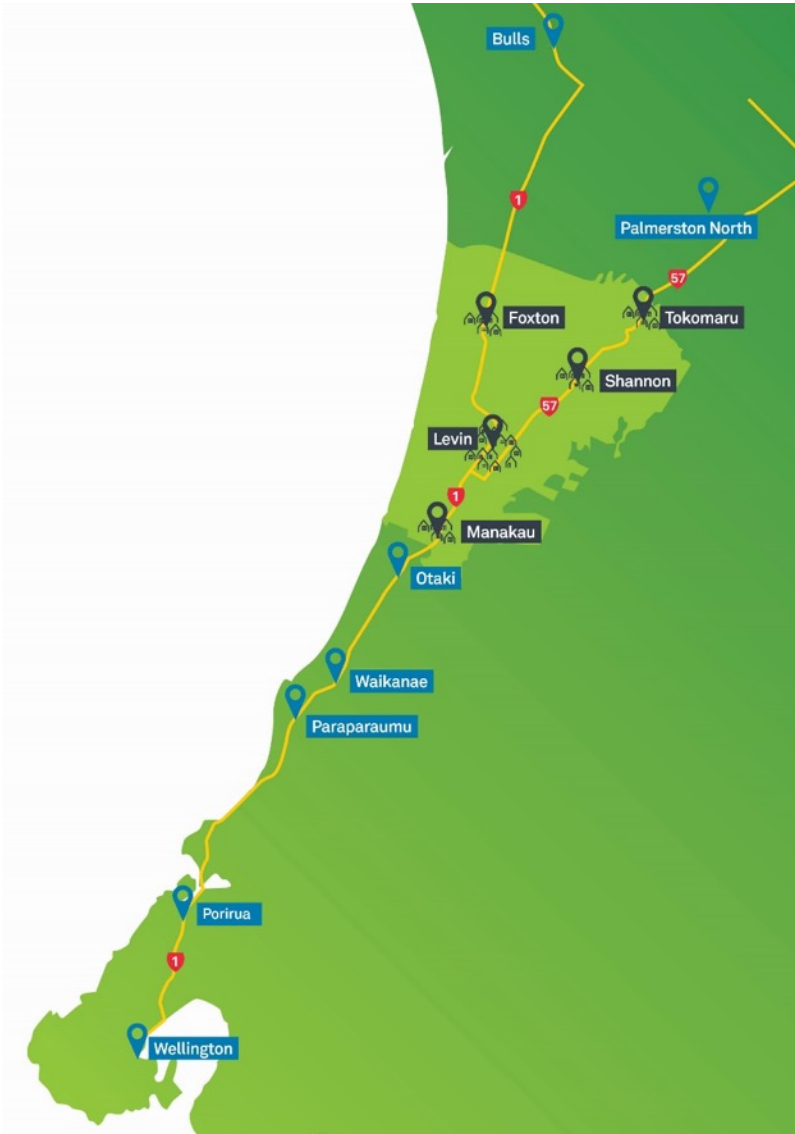 Bulls
1
Palmerston North
57
Foxton
Tokomaru
Shannon
57
Levin
1
Manakau
Otaki
Waikanae
Paraparaumu
Porirua
1
Wellington